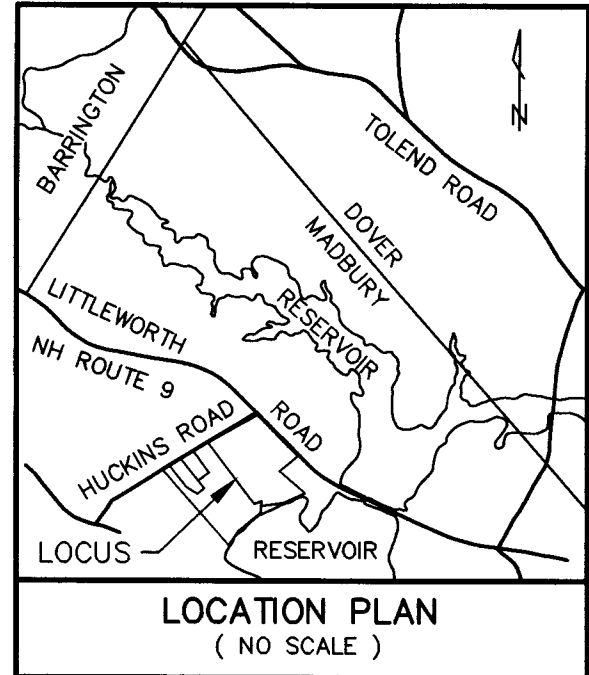 BARRINGTON
TOLEND ROAD
N
DOVER
MADBURY
RESERVOIR
LITTLEWORTH ROAD
NH ROUTE 9
HUCKINS ROAD
LOCUS
RESERVOIR
LOCATION PLAN
( NO SCALE )